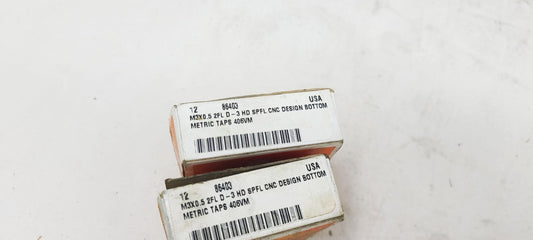 12 86403 USA
M3X0.5 2FL D-3 HD SPFL CNC DESIGN BOTTOM
METRIC TAPS 406VM
12 86403 USA
M3X0.5 2FL D-3 HD SPFL CNC DESIGN BOTTOM
METRIC TAPS 406VM